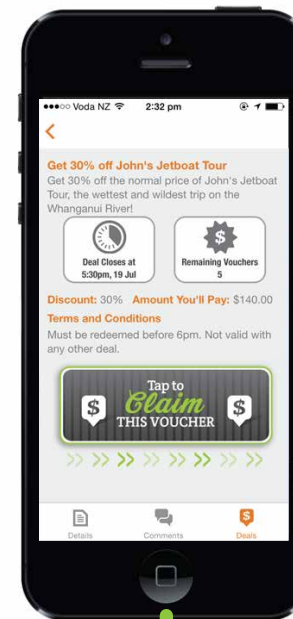 Voda NZ 2:32 pm
Get 30% off John's Jetboat Tour
Get 30% off the normal price of John's Jetboat
Tour, the wettest and wildest trip on the
Whanganui River!
Deal Closes at
5:30pm, 19 Jul
Remaining Vouchers
5
Discount: 30% Amount You'll Pay: $140.00
Terms and Conditions
Must be redeemed before 6pm. Not valid with
any other deal.
$
Tap to
Claim
THIS VOUCHER
$
Details
Comments
$
Deals